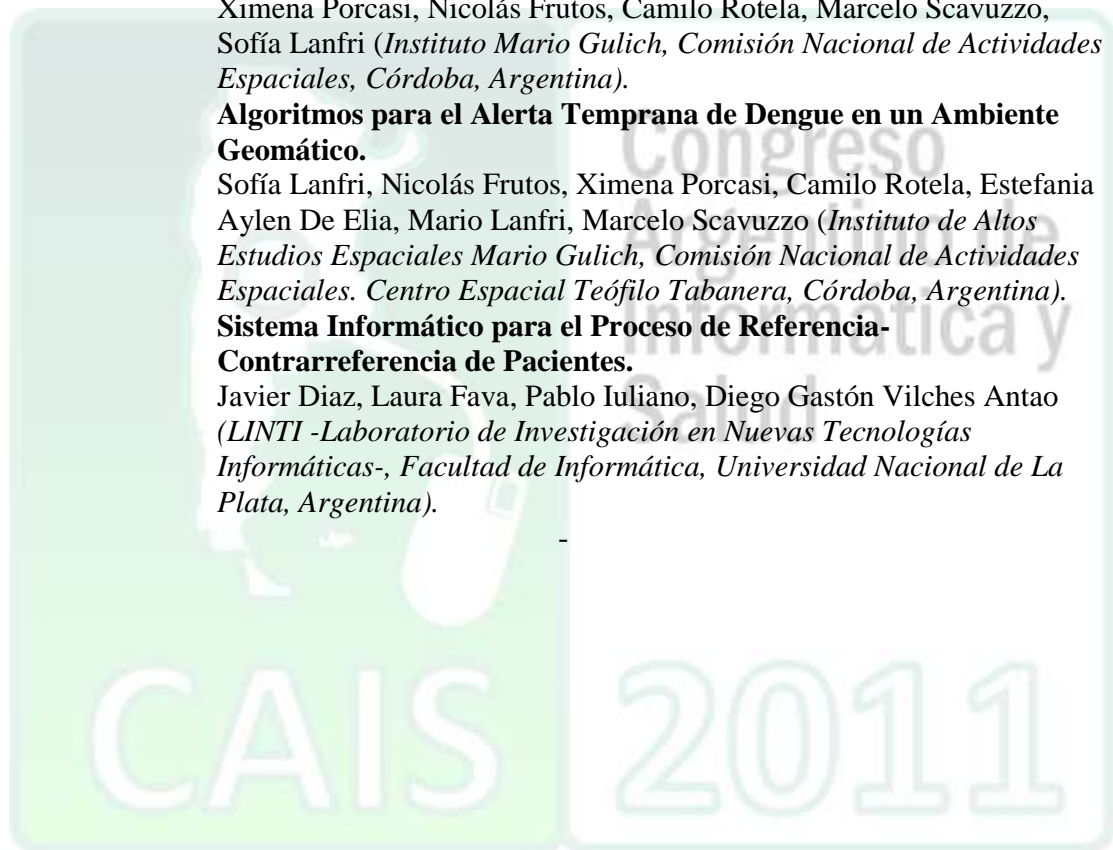 Ximena Porcasi, Nicolás Frutos, Camilo Rotela, Marcelo Scavuzzo,
Sofía Lanfri (Instituto Mario Gulich, Comisión Nacional de Actividades
Espaciales, Córdoba, Argentina).
Algoritmos para el Alerta Temprana de Dengue en un Ambiente
Geomático.
Sofía Lanfri, Nicolás Frutos, Ximena Porcasi, Camilo Rotela, Estefania
Aylen De Elia, Mario Lanfri, Marcelo Scavuzzo (Instituto de Altos
Estudios Espaciales Mario Gulich, Comisión Nacional de Actividades
Espaciales. Centro Espacial Teófilo Tabanera, Córdoba, Argentina).
Sistema Informático para el Proceso de Referencia-
Contrarreferencia de Pacientes.
Javier Diaz, Laura Fava, Pablo Iuliano, Diego Gastón Vilches Antao
(LINTI -Laboratorio de Investigación en Nuevas Tecnologías
Informáticas-, Facultad de Informática, Universidad Nacional de La
Plata, Argentina).
-
Congreso
Argentino de
Informática y
Salud
CAIS 2011